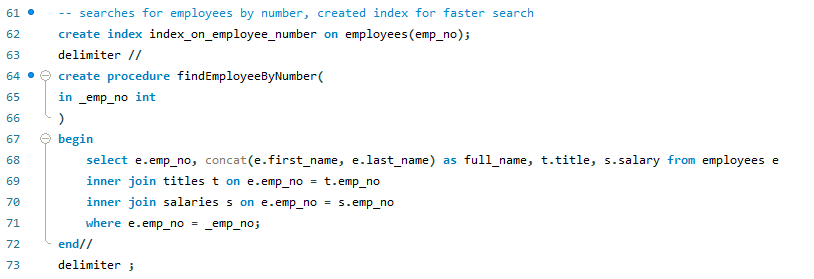 61 -- searches for employees by number, created index for faster search
62 create index index_on_employee_number on employees(emp_no);
63 delimiter //
64 create procedure findEmployeeByNumber(
65 in _emp_no int
66 )
67 begin
68 select e.emp_no, concat(e.first_name, e.last_name) as full_name, t.title, s.salary from employees e
69 inner join titles t on e.emp_no = t.emp_no
70 inner join salaries s on e.emp_no = s.emp_no
71 where e.emp_no = _emp_no;
72 end//
73 delimiter ;